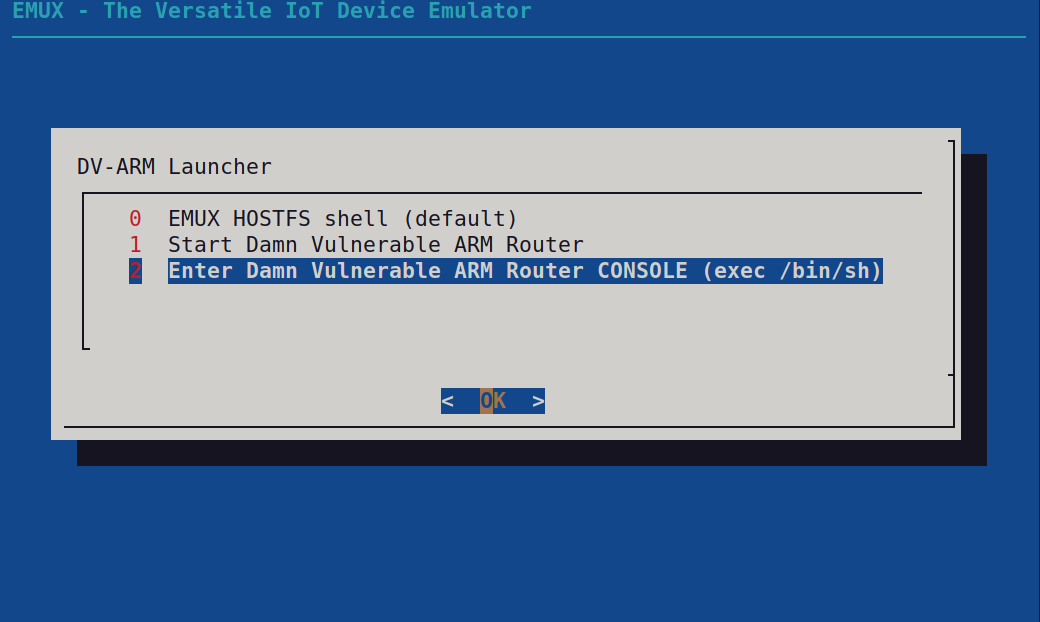 EMUX - The Versatile IoT Device Emulator
DV-ARM Launcher
0 EMUX HOSTFS shell (default)
1 Start Damn Vulnerable ARM Router
2 Enter Damn Vulnerable ARM Router CONSOLE (exec /bin/sh)
< OK >